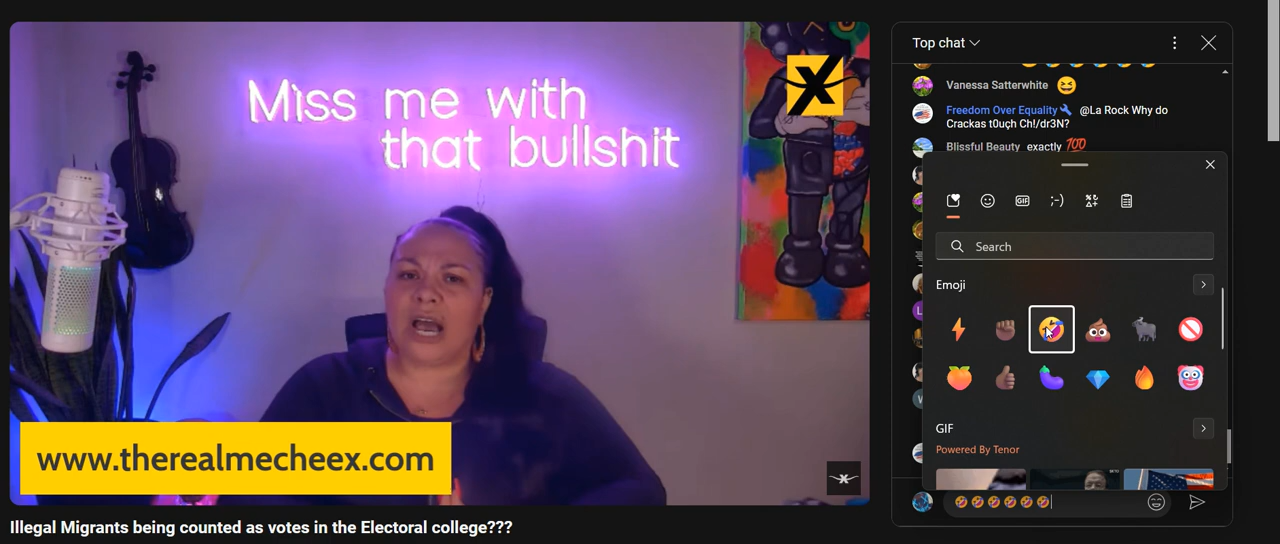 Miss me with
that bullshit
X
www.therealmecheex.com
Illegal Migrants being counted as votes in the Electoral college???
Top chat
Vanessa Satterwhite
Freedom Over Equality @La Rock Why do
Crackas t0uçh Ch!/dr3N?
Blissful Beauty exactly 100
GIF
;-)
Search
Emoji
GIF
Powered By Tenor